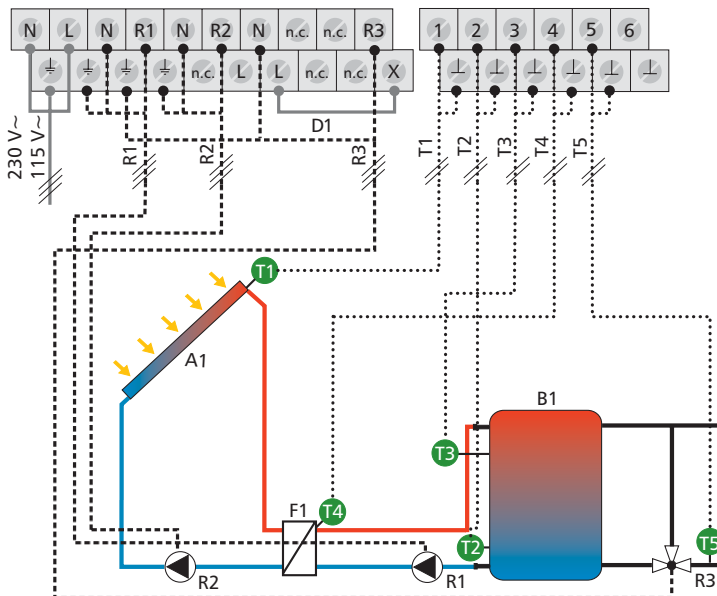 N L N R1 N R2 N n.c. n.c. R3
1 2 3 4 5 6
n.c. L L n.c. n.c. X
D1
230 V~
115 V~
R1
R2
R3
T1
T2
T3
T4
T5
T1
A1
B1
T3
F1
T4
T2
T5
R2
R1
R3